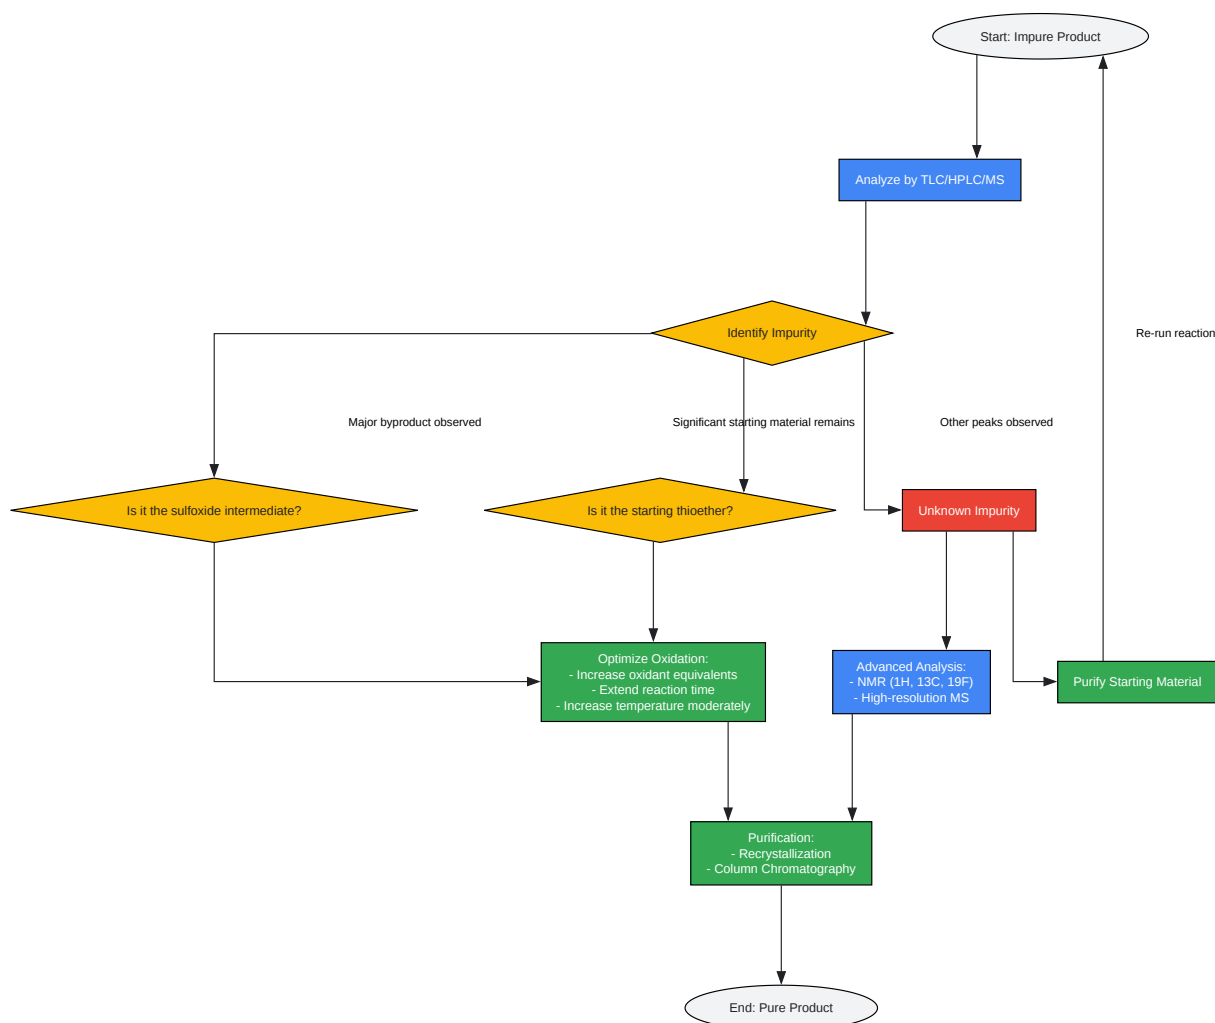 Start: Impure Product
Analyze by TLC/HPLC/MS
Identify Impurity
Re-run reaction
Major byproduct observed
Significant starting material remains
Other peaks observed
Is it the sulfoxide intermediate?
Is it the starting thioether?
Unknown Impurity
Optimize Oxidation:
- Increase oxidant equivalents
- Extend reaction time
- Increase temperature moderately
Advanced Analysis:
- NMR (1H, 13C, 19F)
- High-resolution MS
Purify Starting Material
Purification:
- Recrystallization
- Column Chromatography
End: Pure Product